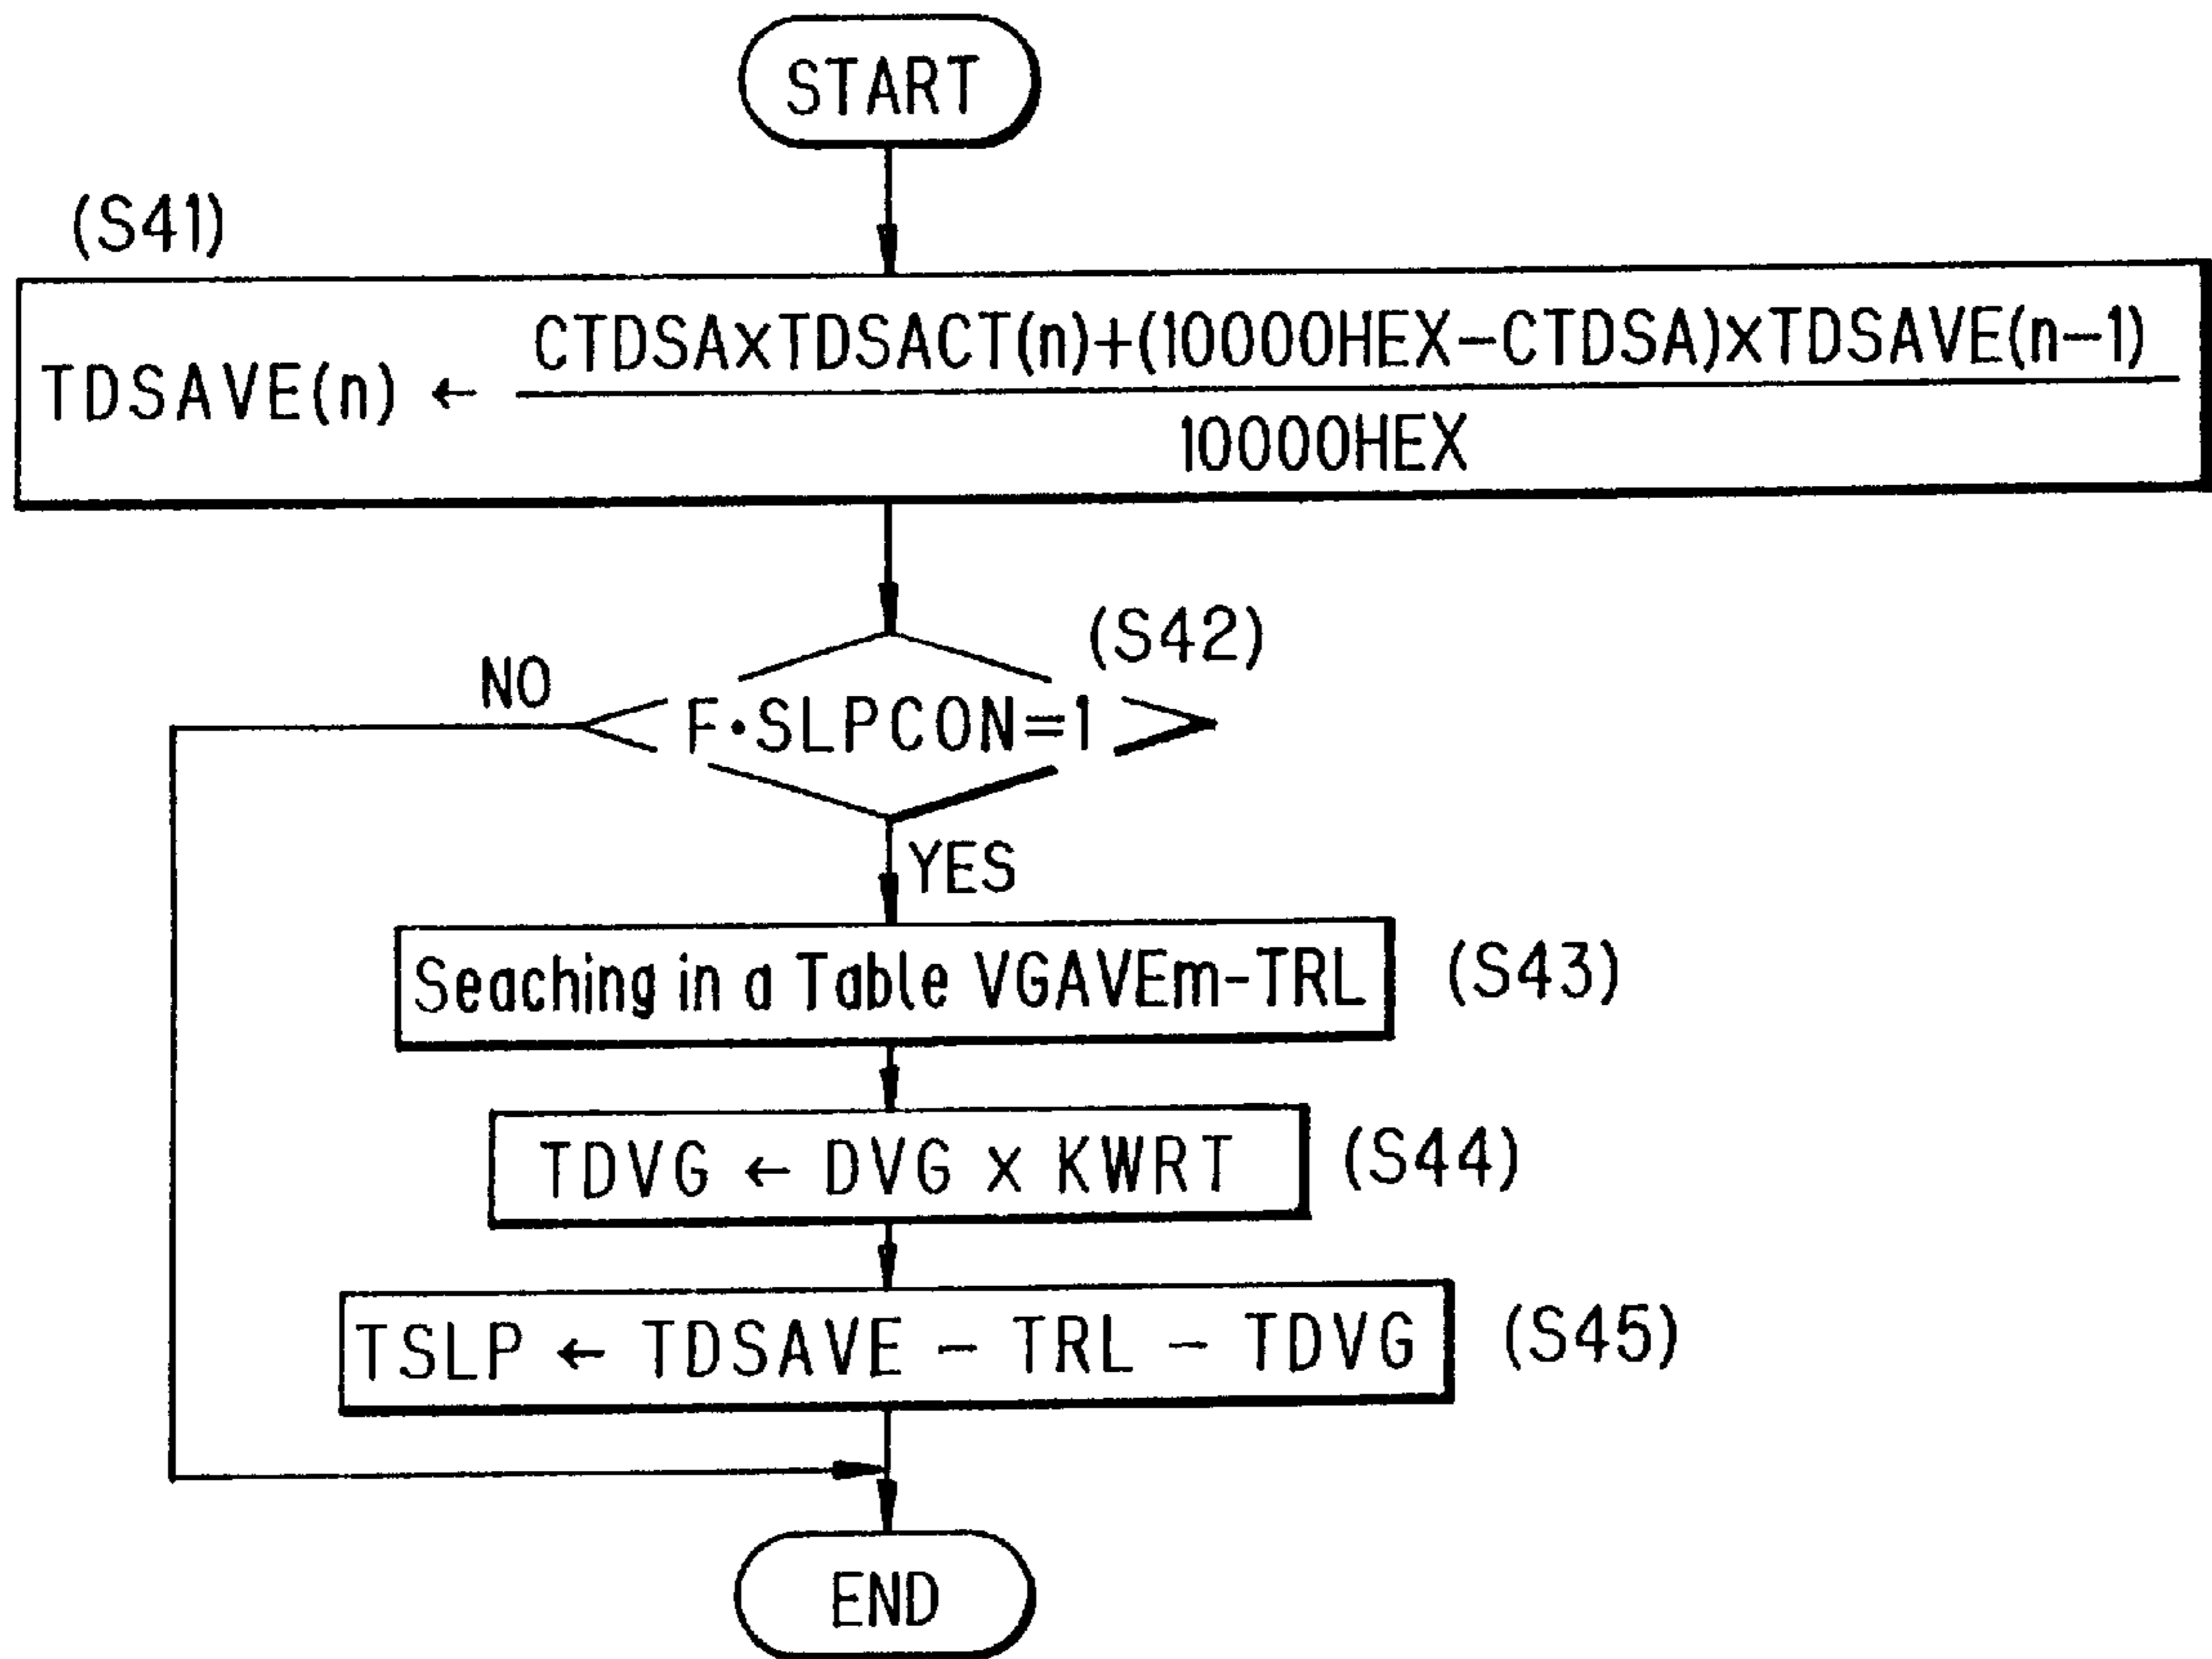 START
(S41)
TDSAVE(n) ← CTDSAxTDSACT(n)+(10000HEX-CTDSA)xTDSAVE(n-1)
10000HEX
(S42)
NO
F•SLPCON=1
YES
Seaching in a Table VGAVEm-TRL (S43)
TDVG ← DVG x KWRT (S44)
TSLP ← TDSAVE - TRL - TDVG (S45)
END